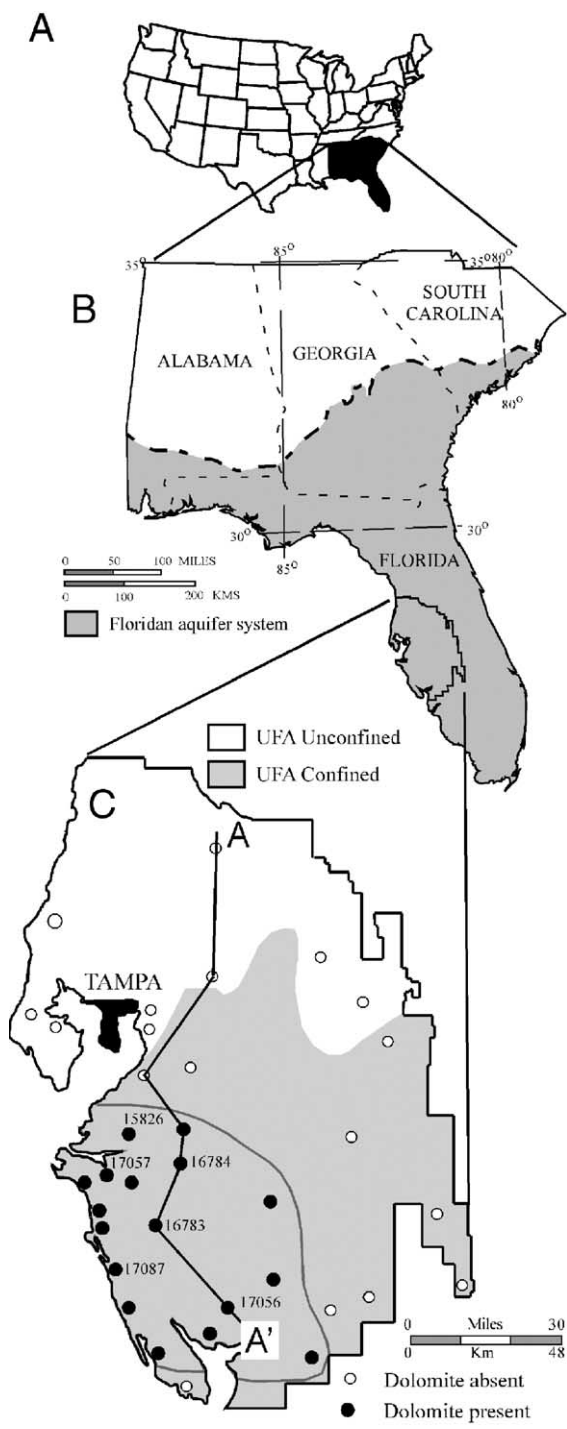 A
35°
85°
35° 80°
B
SOUTH
CAROLINA
ALABAMA
GEORGIA
80°
30°
30°
85°
FLORIDA
0 50 100 MILES
0 100 200 KMS
Floridan aquifer system
UFA Unconfined
UFA Confined
C
A
TAMPA
15826
17057
16784
16783
17087
17056
A'
0 Miles 30
0 Km 48
Dolomite absent
Dolomite present